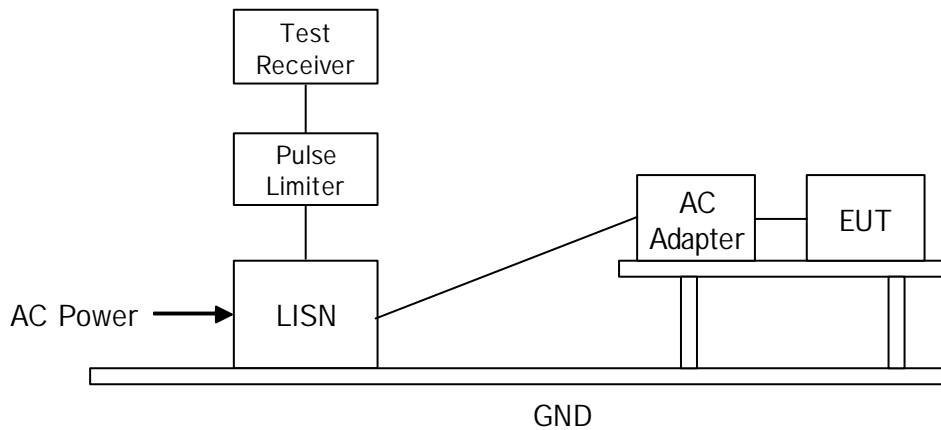 Test
Receiver
Pulse
Limiter
AC
Adapter
EUT
AC Power
LISN
GND